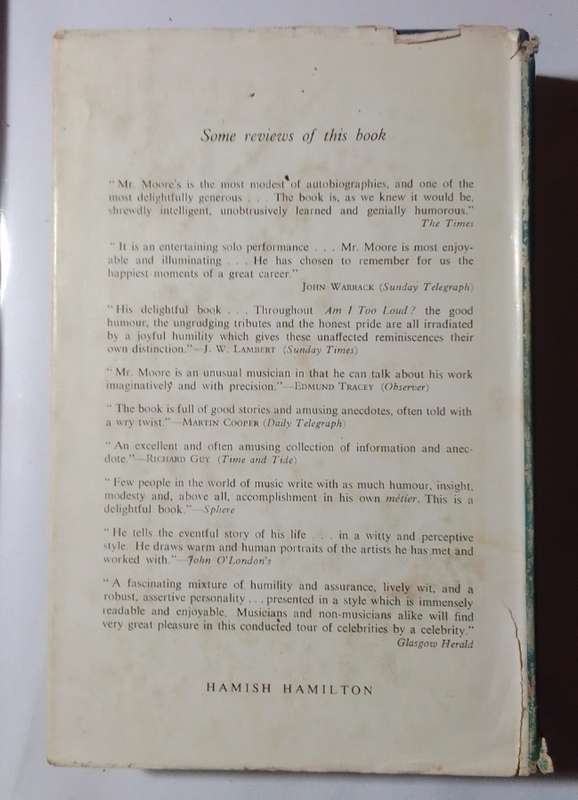 Some reviews of this book
" Mr. Moore's is the most modest of autobiographies, and one of the
most delightfully generous . . . The book is, as we knew it would be,
shrewdly intelligent, unobtrusively learned and genially humorous."
The Times
" It is an entertaining solo performance . . . Mr. Moore is most enjoy-
able and illuminating . . . He has chosen to remember for us the
happiest moments of a great career."
JOHN WARRACK (Sunday Telegraph)
" His delightful book . . . Throughout Am I Too Loud? the good
humour, the ungrudging tributes and the honest pride are all irradiated
by a joyful humility which gives these unaffected reminiscences their
own distinction."—J. W. LAMBERT (Sunday Times)
" Mr. Moore is an unusual musician in that he can talk about his work
imaginatively and with precision."—EDMUND TRACEY (Observer)
" The book is full of good stories and amusing anecdotes, often told with
a wry twist."—MARTIN COOPER (Daily Telegraph)
" An excellent and often amusing collection of information and anec-
dote."—RICHARD GUY (Time and Tide)
" Few people in the world of music write with as much humour, insight,
modesty and, above all, accomplishment in his own métier. This is a
delightful book."—Sphere
" He tells the eventful story of his life . . . in a witty and perceptive
style. He draws warm and human portraits of the artists he has met and
worked with."—John O'London's
" A fascinating mixture of humility and assurance, lively wit, and a
robust, assertive personality . . . presented in a style which is immensely
readable and enjoyable. Musicians and non-musicians alike will find
very great pleasure in this conducted tour of celebrities by a celebrity."
Glasgow Herald
HAMISH HAMILTON